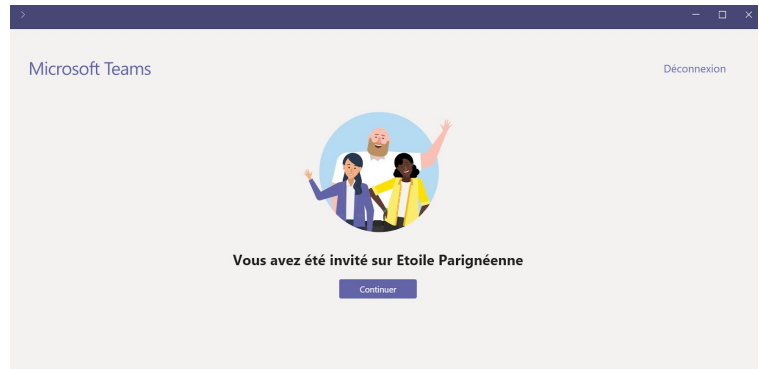 Microsoft Teams
Déconnexion
Vous avez été invité sur Etoile Parignéenne
Continuer